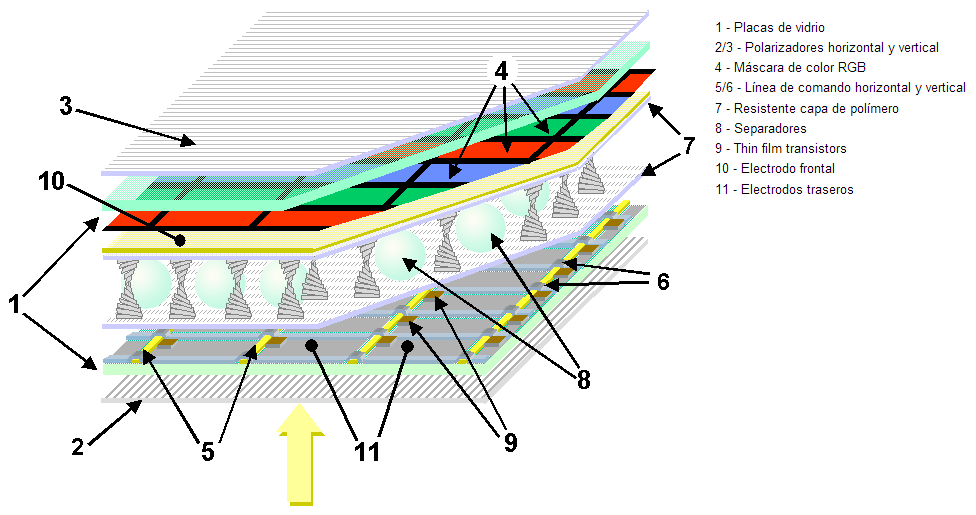 1 - Placas de vidrio
2/3 - Polarizadores horizontal y vertical
4 - Máscara de color RGB
5/6 - Línea de comando horizontal y vertical
7 - Resistente capa de polímero
8 - Separadores
9 - Thin film transistors
10 - Electrodo frontal
11 - Electrodos traseros
4
3
7
10
1
6
8
2
5
11
9